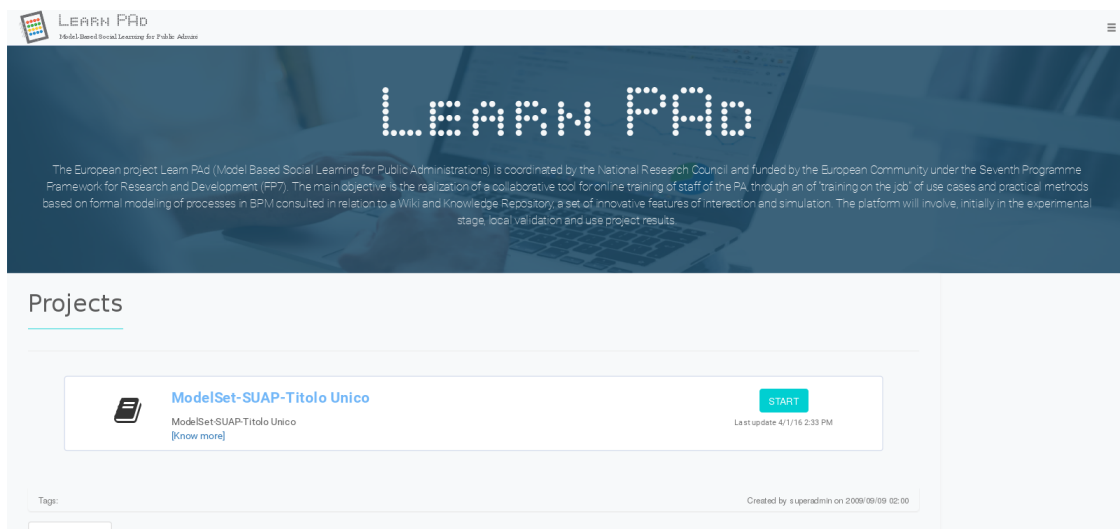 LEARN PAD
Model-Based Social Learning for Public Admins
LEARN PAD
The European project Learn PAd (Model Based Social Learning for Public Administrations) is coordinated by the National Research Council and funded by the European Community under the Seventh Programme
Framework for Research and Development (FP7). The main objective is the realization of a collaborative tool for online training of staff of the PA, through an of "training on the job" of use cases and practical methods
based on formal modeling of processes in BPM consulted in relation to a Wiki and Knowledge Repository, a set of innovative features of Interaction and simulation. The platform will involve, initially in the experimental
stage, local validation and use project results.
Projects
ModelSet-SUAP-Titolo Unico
START
ModelSet-SUAP-Titolo Unico
Last update 4/1/16 2:33 PM
[Know more]
Tags:
Created by superadmin on 2009/09/09 02:00